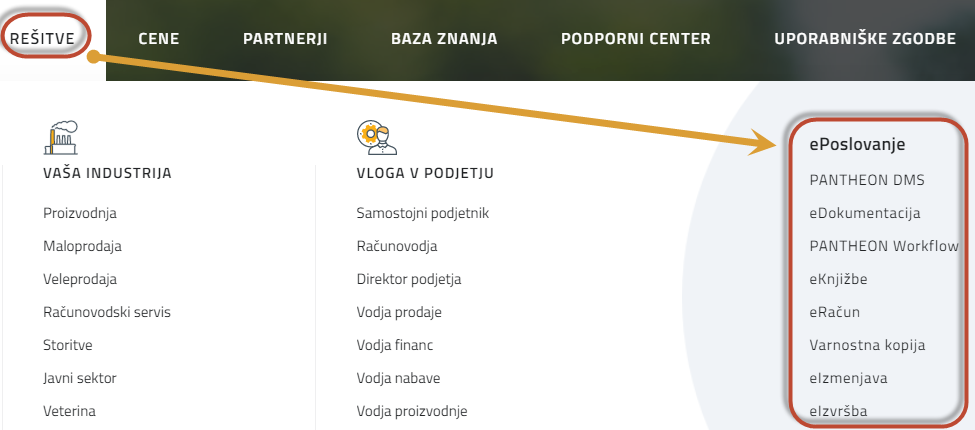 REŠITVE
CENE
PARTNERJI
BAZA ZNANJA
PODPORNI CENTER
UPORABNIŠKE ZGODBE
VAŠA INDUSTRIJA
Proizvodnja
Maloprodaja
Veleprodaja
Računovodski servis
Storitve
Javni sektor
Veterina
VLOGA V PODJETJU
Samostojni podjetnik
Računovodja
Direktor podjetja
Vodja prodaje
Vodja financ
Vodja nabave
Vodja proizvodnje
ePoslovanje
PANTHEON DMS
eDokumentacija
PANTHEON Workflow
eKnjižbe
eRačun
Varnostna kopija
eIzmenjava
eIzvršba